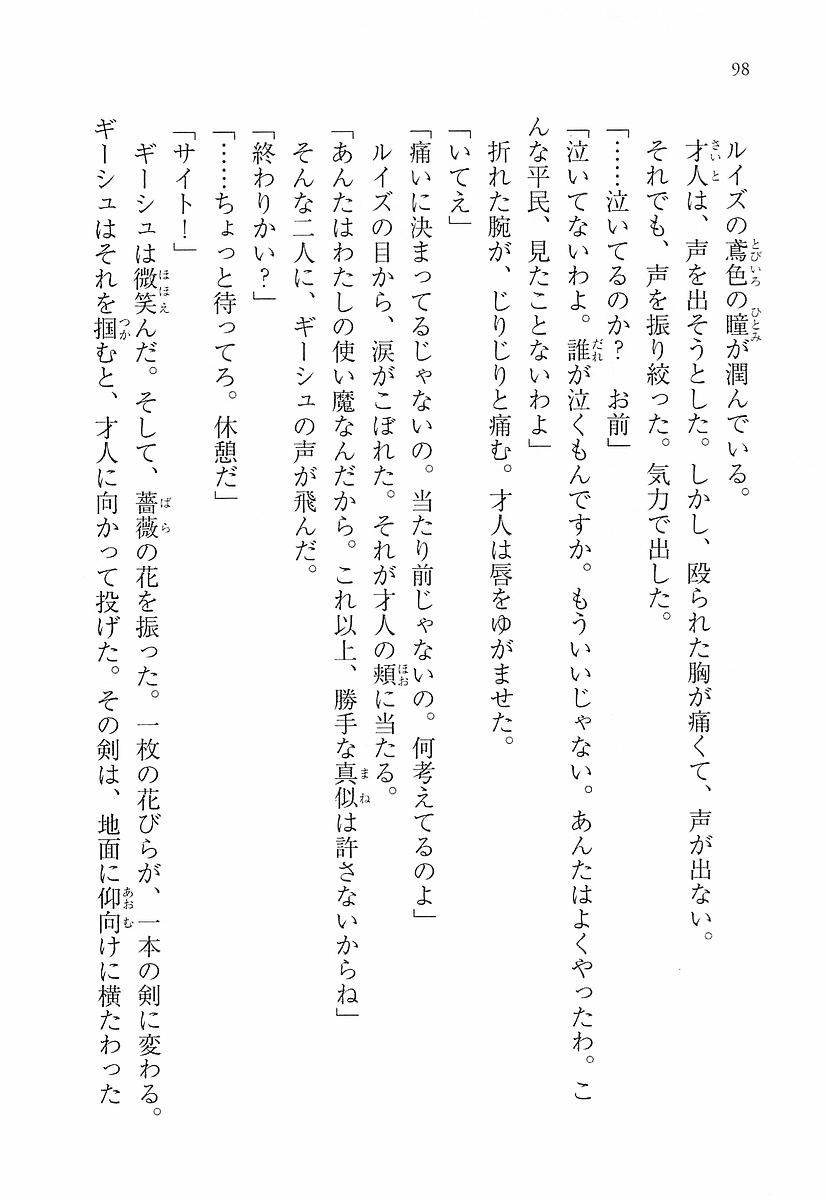 98
ルイズの鳶色の瞳が潤んでいる。
才人は、声を出そうとした。しかし、殴られた胸が痛くて、声が出ない。
それでも、声を振り絞った。気力で出した。
「……泣いてるのか？　お前」
「泣いてないわよ。誰が泣くもんですか。もういいじゃない。あんたはよくやったわ。こ
んな平民、見たことないわよ」
折れた腕が、じりじりと痛む。才人は唇をゆがませた。
「いてえ」
「痛いに決まってるじゃないの。当たり前じゃないの。何考えてるのよ」
ルイズの目から、涙がこぼれた。それが才人の頬に当たる。
「あんたはわたしの使い魔なんだから。これ以上、勝手な真似は許さないからね」
そんな二人に、ギーシュの声が飛んだ。
「終わりかい？」
「……ちょっと待ってろ。休憩だ」
「サイト！」
ギーシュは微笑んだ。そして、薔薇の花を振った。一枚の花びらが、一本の剣に変わる。
ギーシュはそれを掴むと、才人に向かって投げた。その剣は、地面に仰向けに横たわった